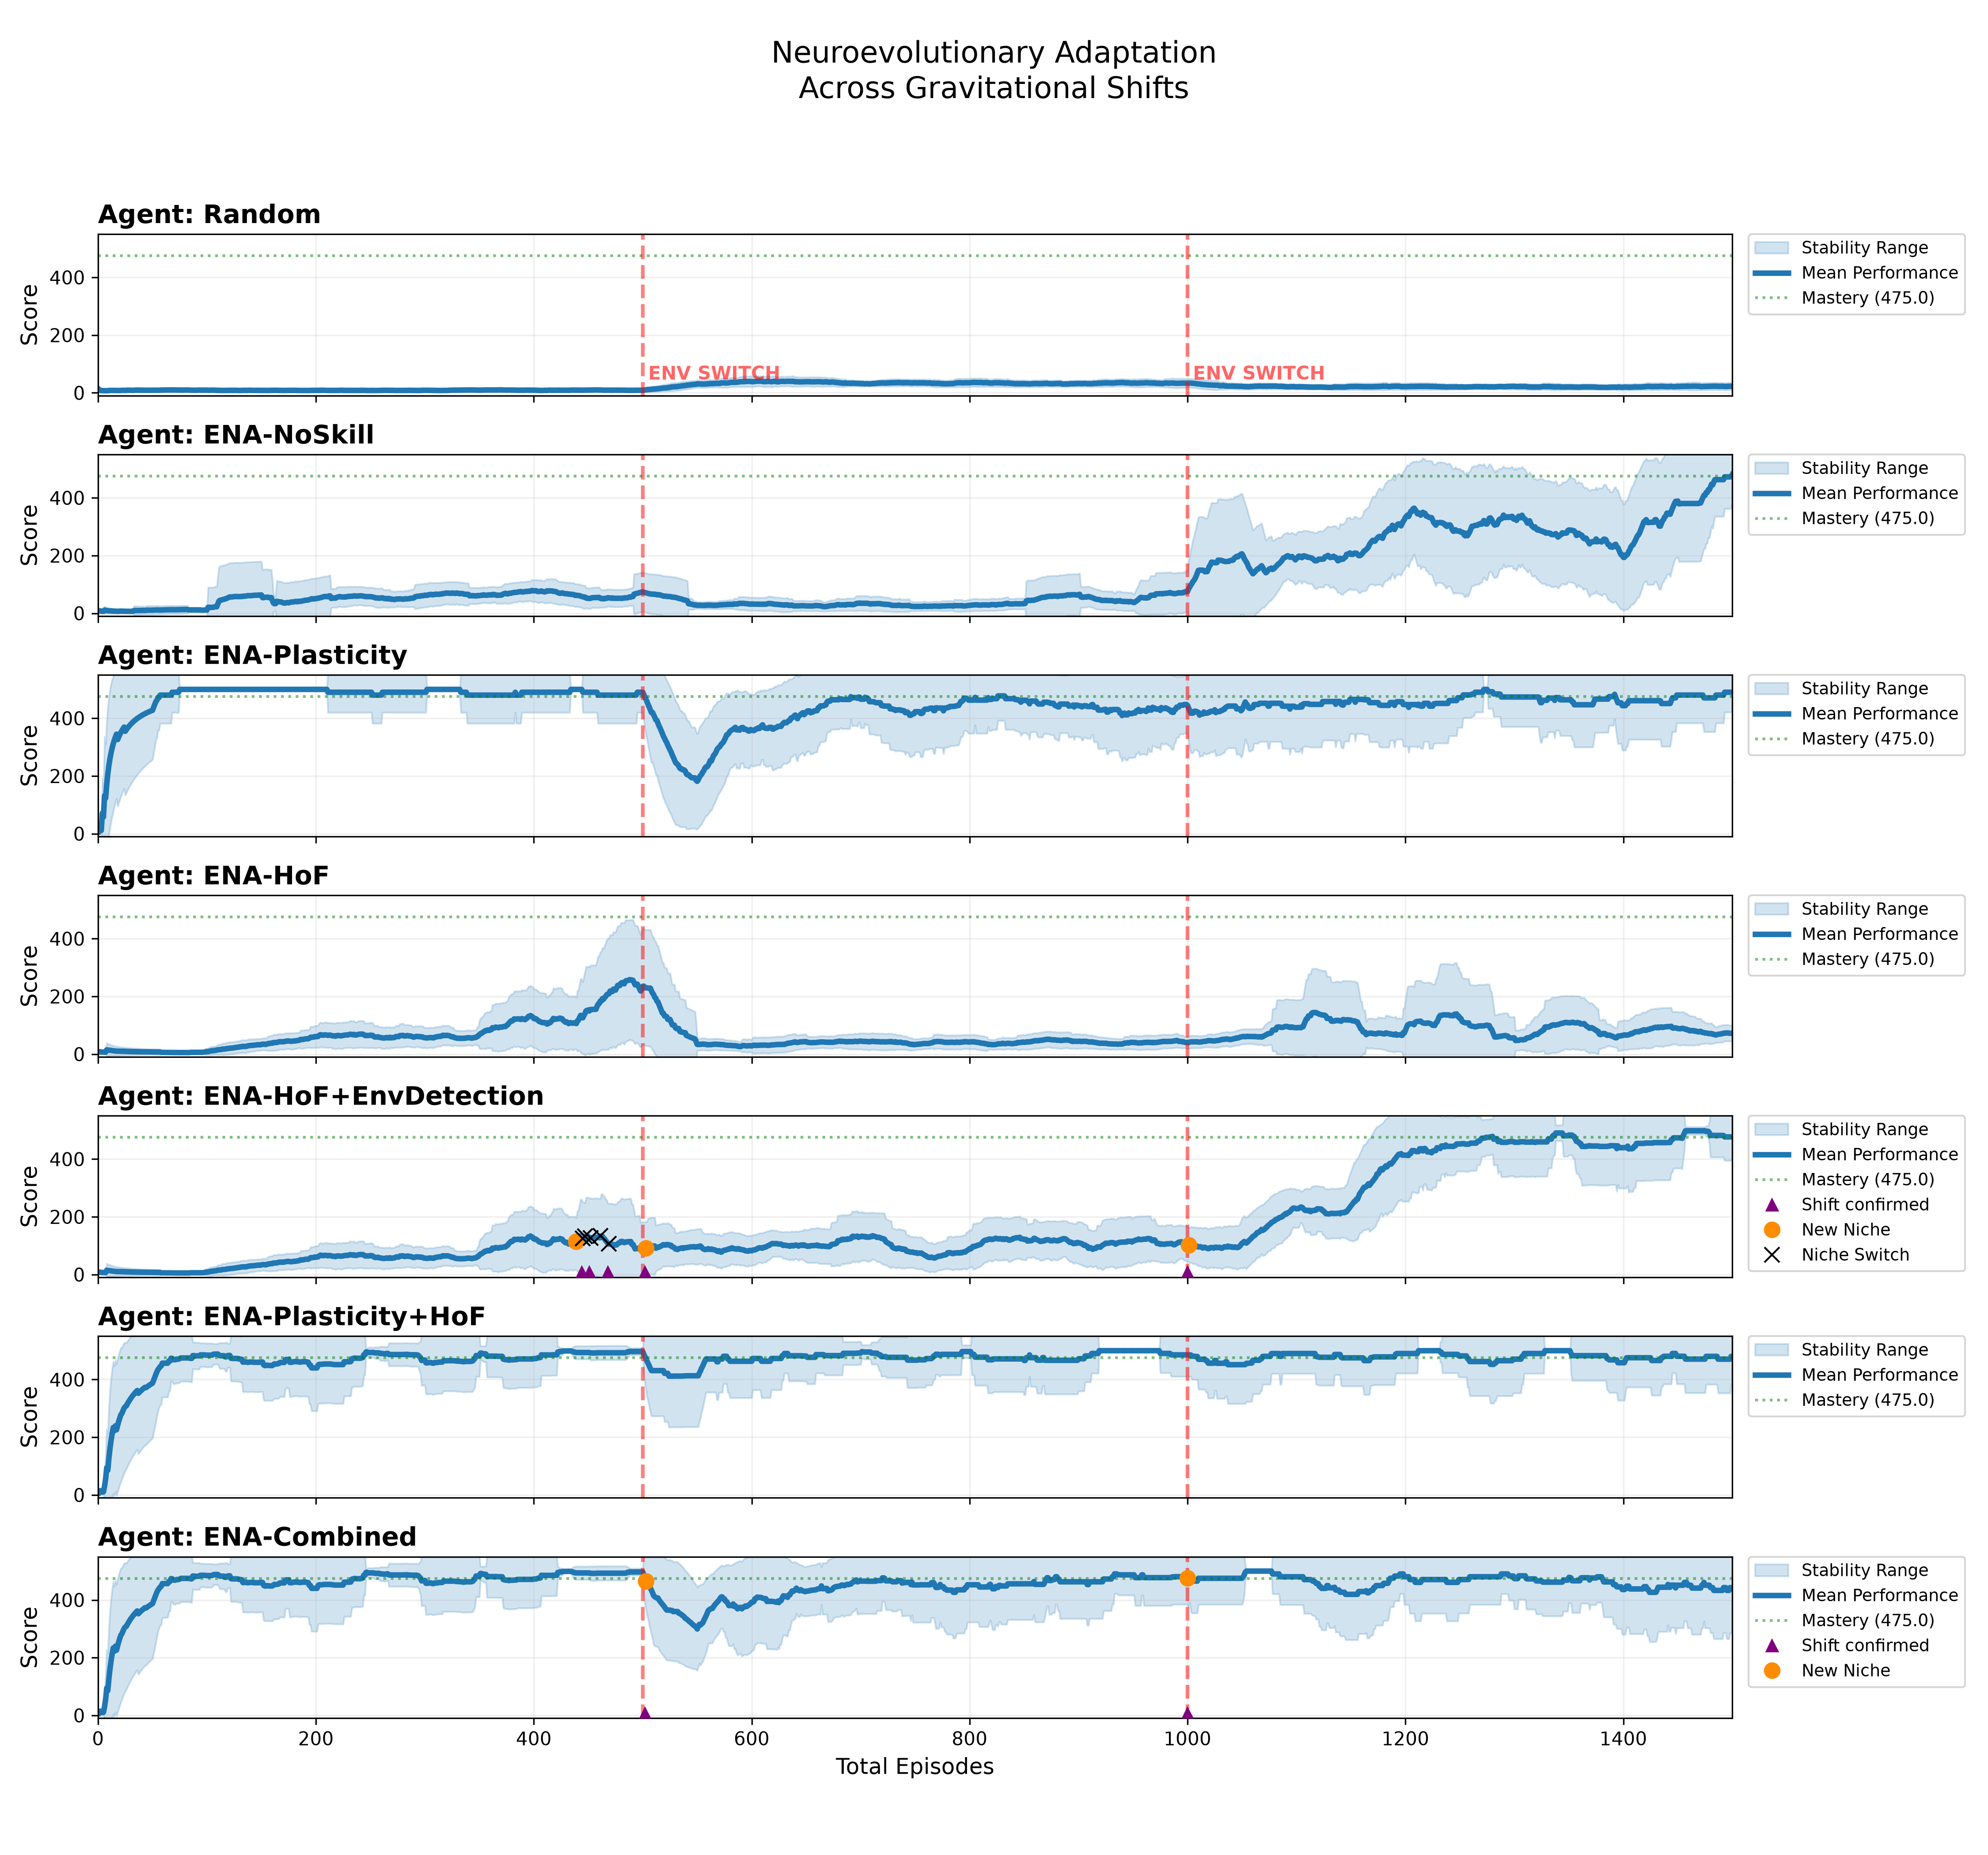 Neuroevolutionary Adaptation
Across Gravitational Shifts
Agent: Random
Score
400
200
0
ENV SWITCH
ENV SWITCH
Stability Range
Mean Performance
Mastery (475.0)
Agent: ENA-NoSkill
Score
400
200
0
Stability Range
Mean Performance
Mastery (475.0)
Agent: ENA-Plasticity
Score
400
200
0
Stability Range
Mean Performance
Mastery (475.0)
Agent: ENA-HoF
Score
400
200
0
Stability Range
Mean Performance
Mastery (475.0)
Agent: ENA-HoF+EnvDetection
Score
400
200
0
Stability Range
Mean Performance
Mastery (475.0)
Shift confirmed
New Niche
Niche Switch
Agent: ENA-Plasticity+HoF
Score
400
200
0
Stability Range
Mean Performance
Mastery (475.0)
Agent: ENA-Combined
Score
400
200
0
Stability Range
Mean Performance
Mastery (475.0)
Shift confirmed
New Niche
0 200 400 600 800 1000 1200 1400
Total Episodes